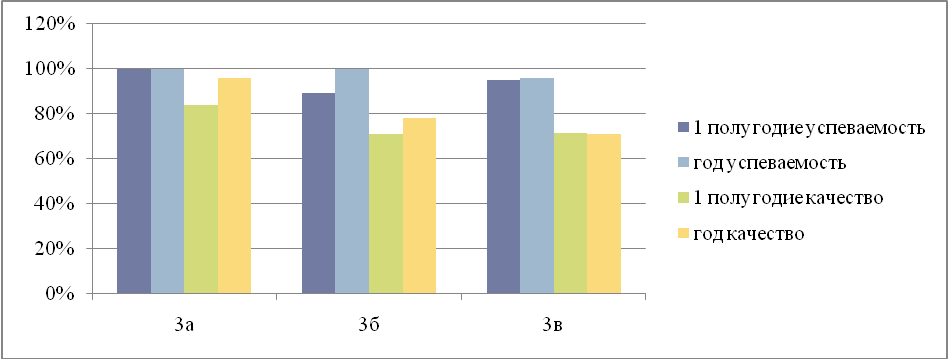 120%
100%
80%
60%
40%
20%
0%
3а
3б
3в
1 полугодие успеваемость
год успеваемость
1 полугодие качество
год качество